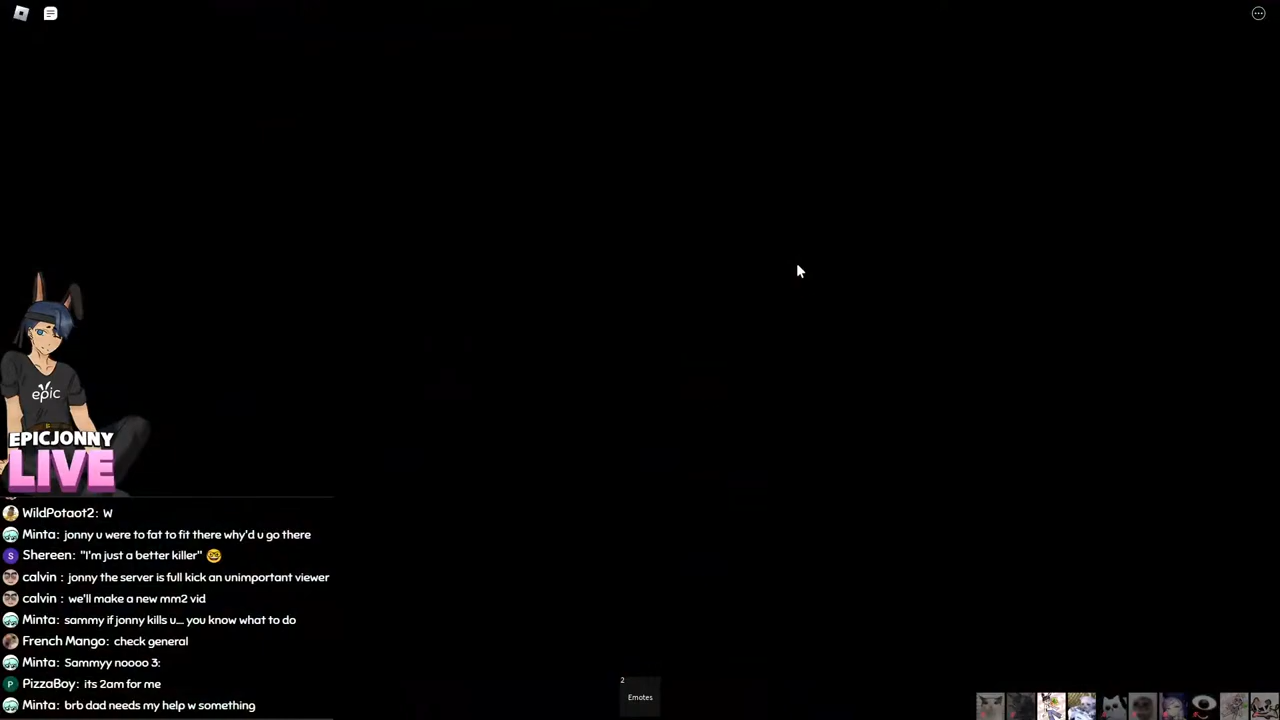 epic
EPICJONNY
LIVE
WildPotaot2: W
Minta: jonny u were to fat to fit there why'd u go there
S
Shereen: "I'm just a better killer" 🤓
calvin : jonny the server is full kick an unimportant viewer
calvin : we'll make a new mm2 vid
Minta: sammy if jonny kills u... you know what to do
French Mango: check general
Minta: Sammyy noooo 3:
P
PizzaBoy: its 2am for me
Minta: brb dad needs my help w something
2
Emotes